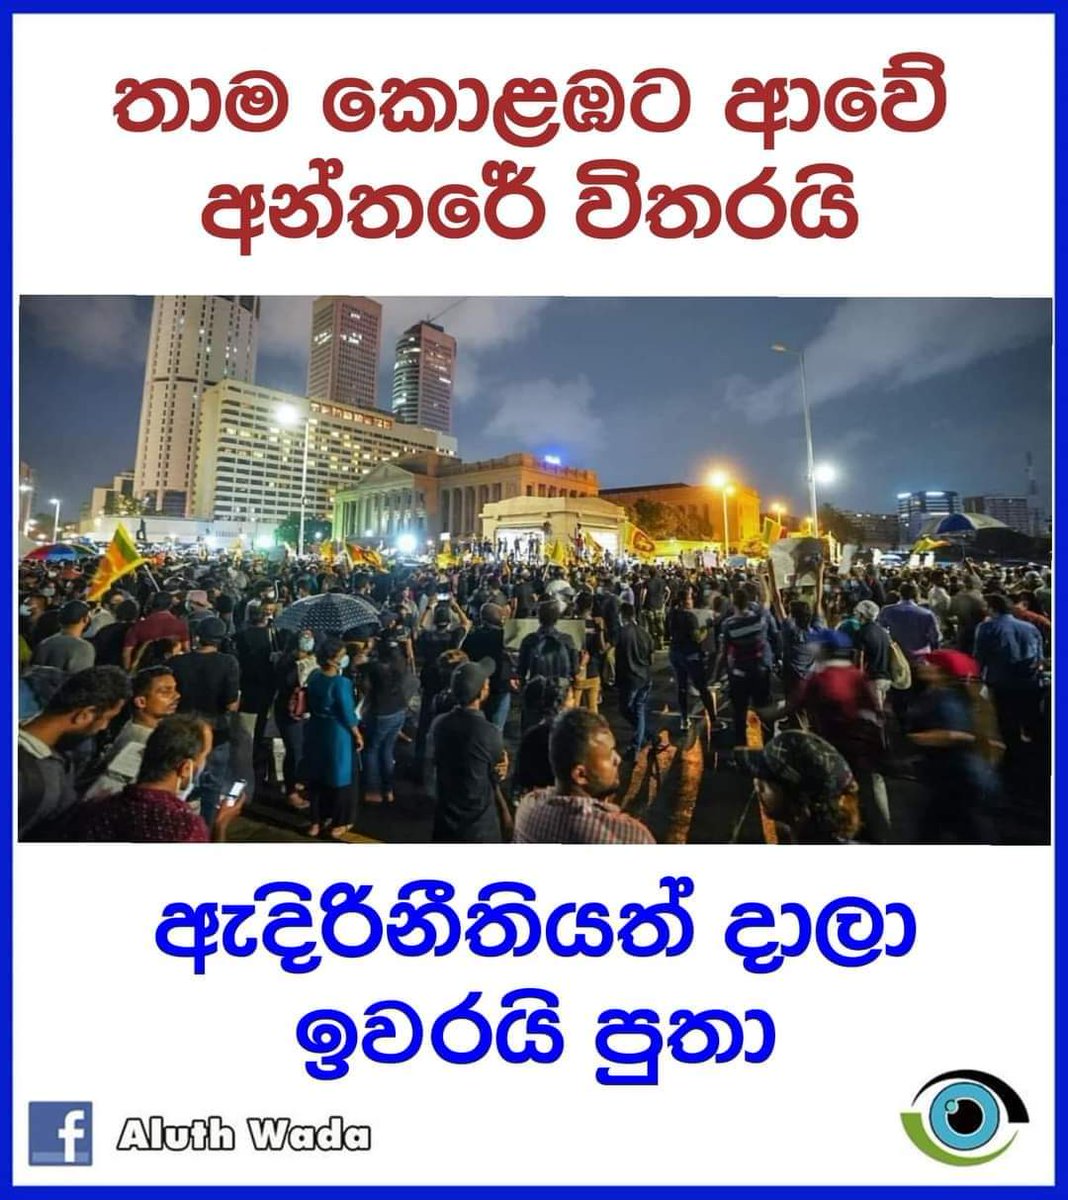 තාම කොළඹට ආවේ
අන්තරේ විතරයි
ඇදිරිනීතියත් දාලා
ඉවරයි පුතා
f Aluth Wada